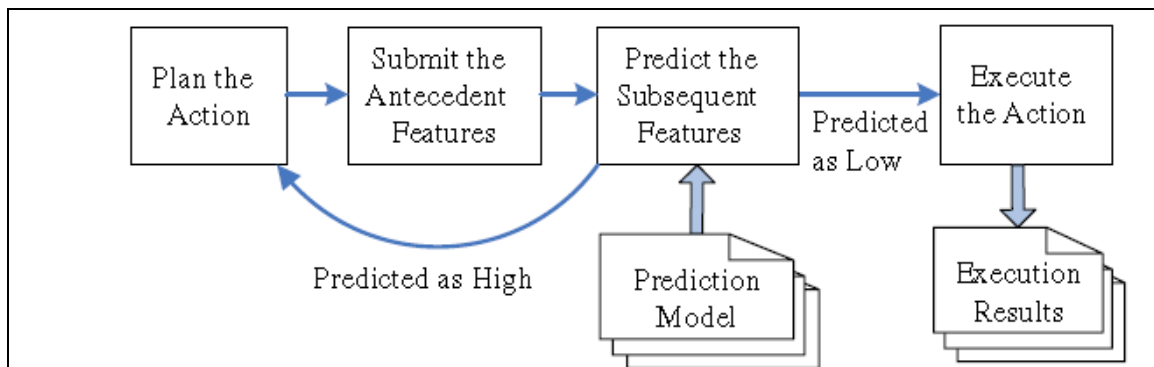 Plan the
Action
Submit the
Antecedent
Features
Predict the
Subsequent
Features
Predicted
as Low
Execute
the Action
Predicted as High
Prediction
Model
Execution
Results